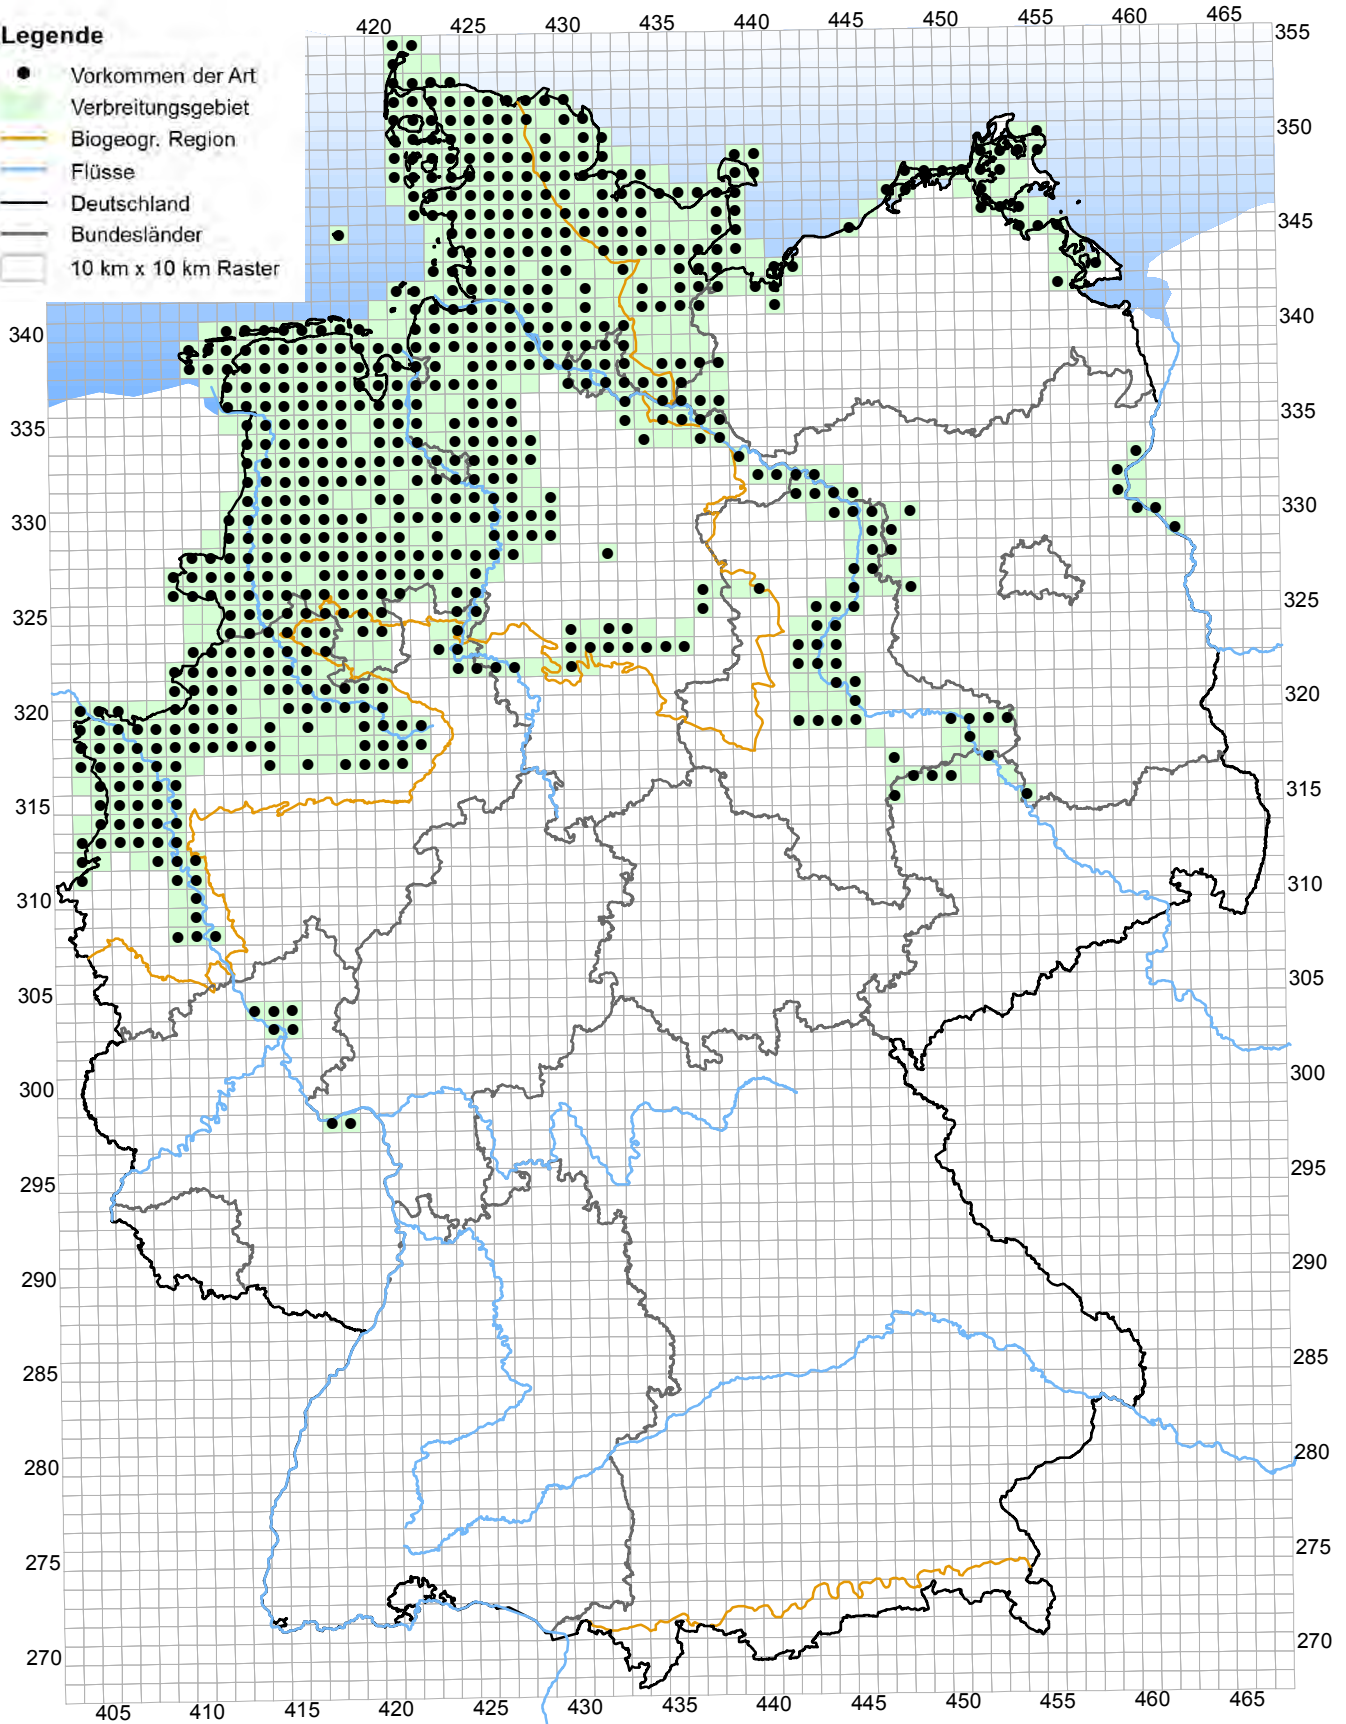 Legende
Vorkommen der Art
Verbreitungsgebiet
Biogeogr. Region
Flüsse
Deutschland
Bundesländer
10 km x 10 km Raster
420 425 430 435 440 445 450 455 460 465
355
350
345
340 340
335 335
330 330
325 325
320 320
315 315
310 310
305 305
300 300
295 295
290 290
285 285
280 280
275 275
270 270
405 410 415 420 425 430 435 440 445 450 455 460 465